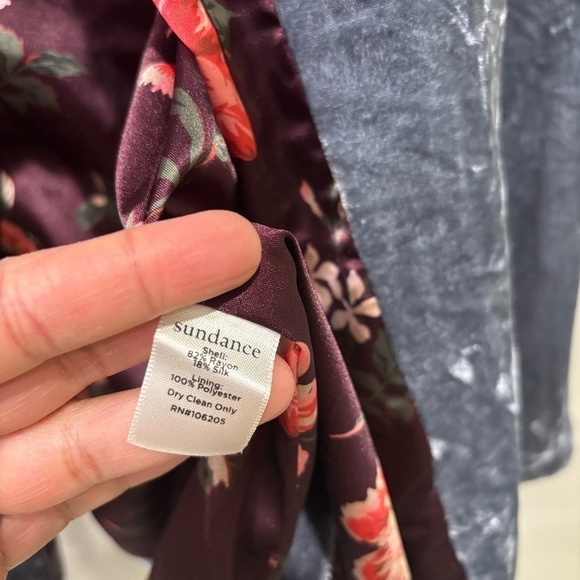 sundance
Shell:
82% Rayon
18% Silk
Lining:
100% Polyester
Dry Clean Only
RN#106205